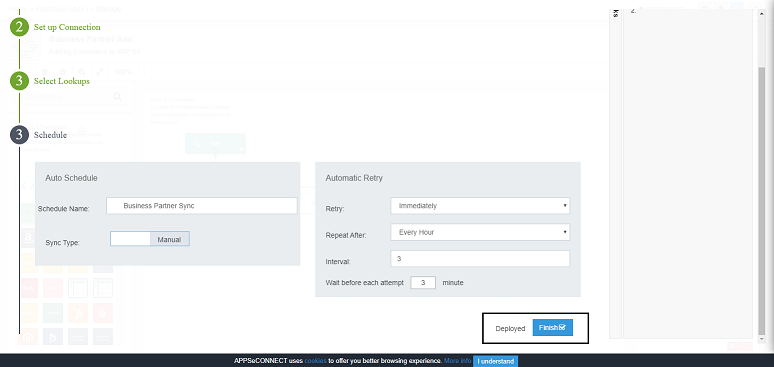 2 Set up Connection
3 Select Lookups
3 Schedule
Auto Schedule
Schedule Name: Business Partner Sync
Sync Type: Manual
Automatic Retry
Retry: Immediately
Repeat After: Every Hour
Interval: 3
Wait before each attempt 3 minute
Deployed Finish
ks
2.
APPSeCONNECT uses cookies to offer you better browsing experience. More info I understand